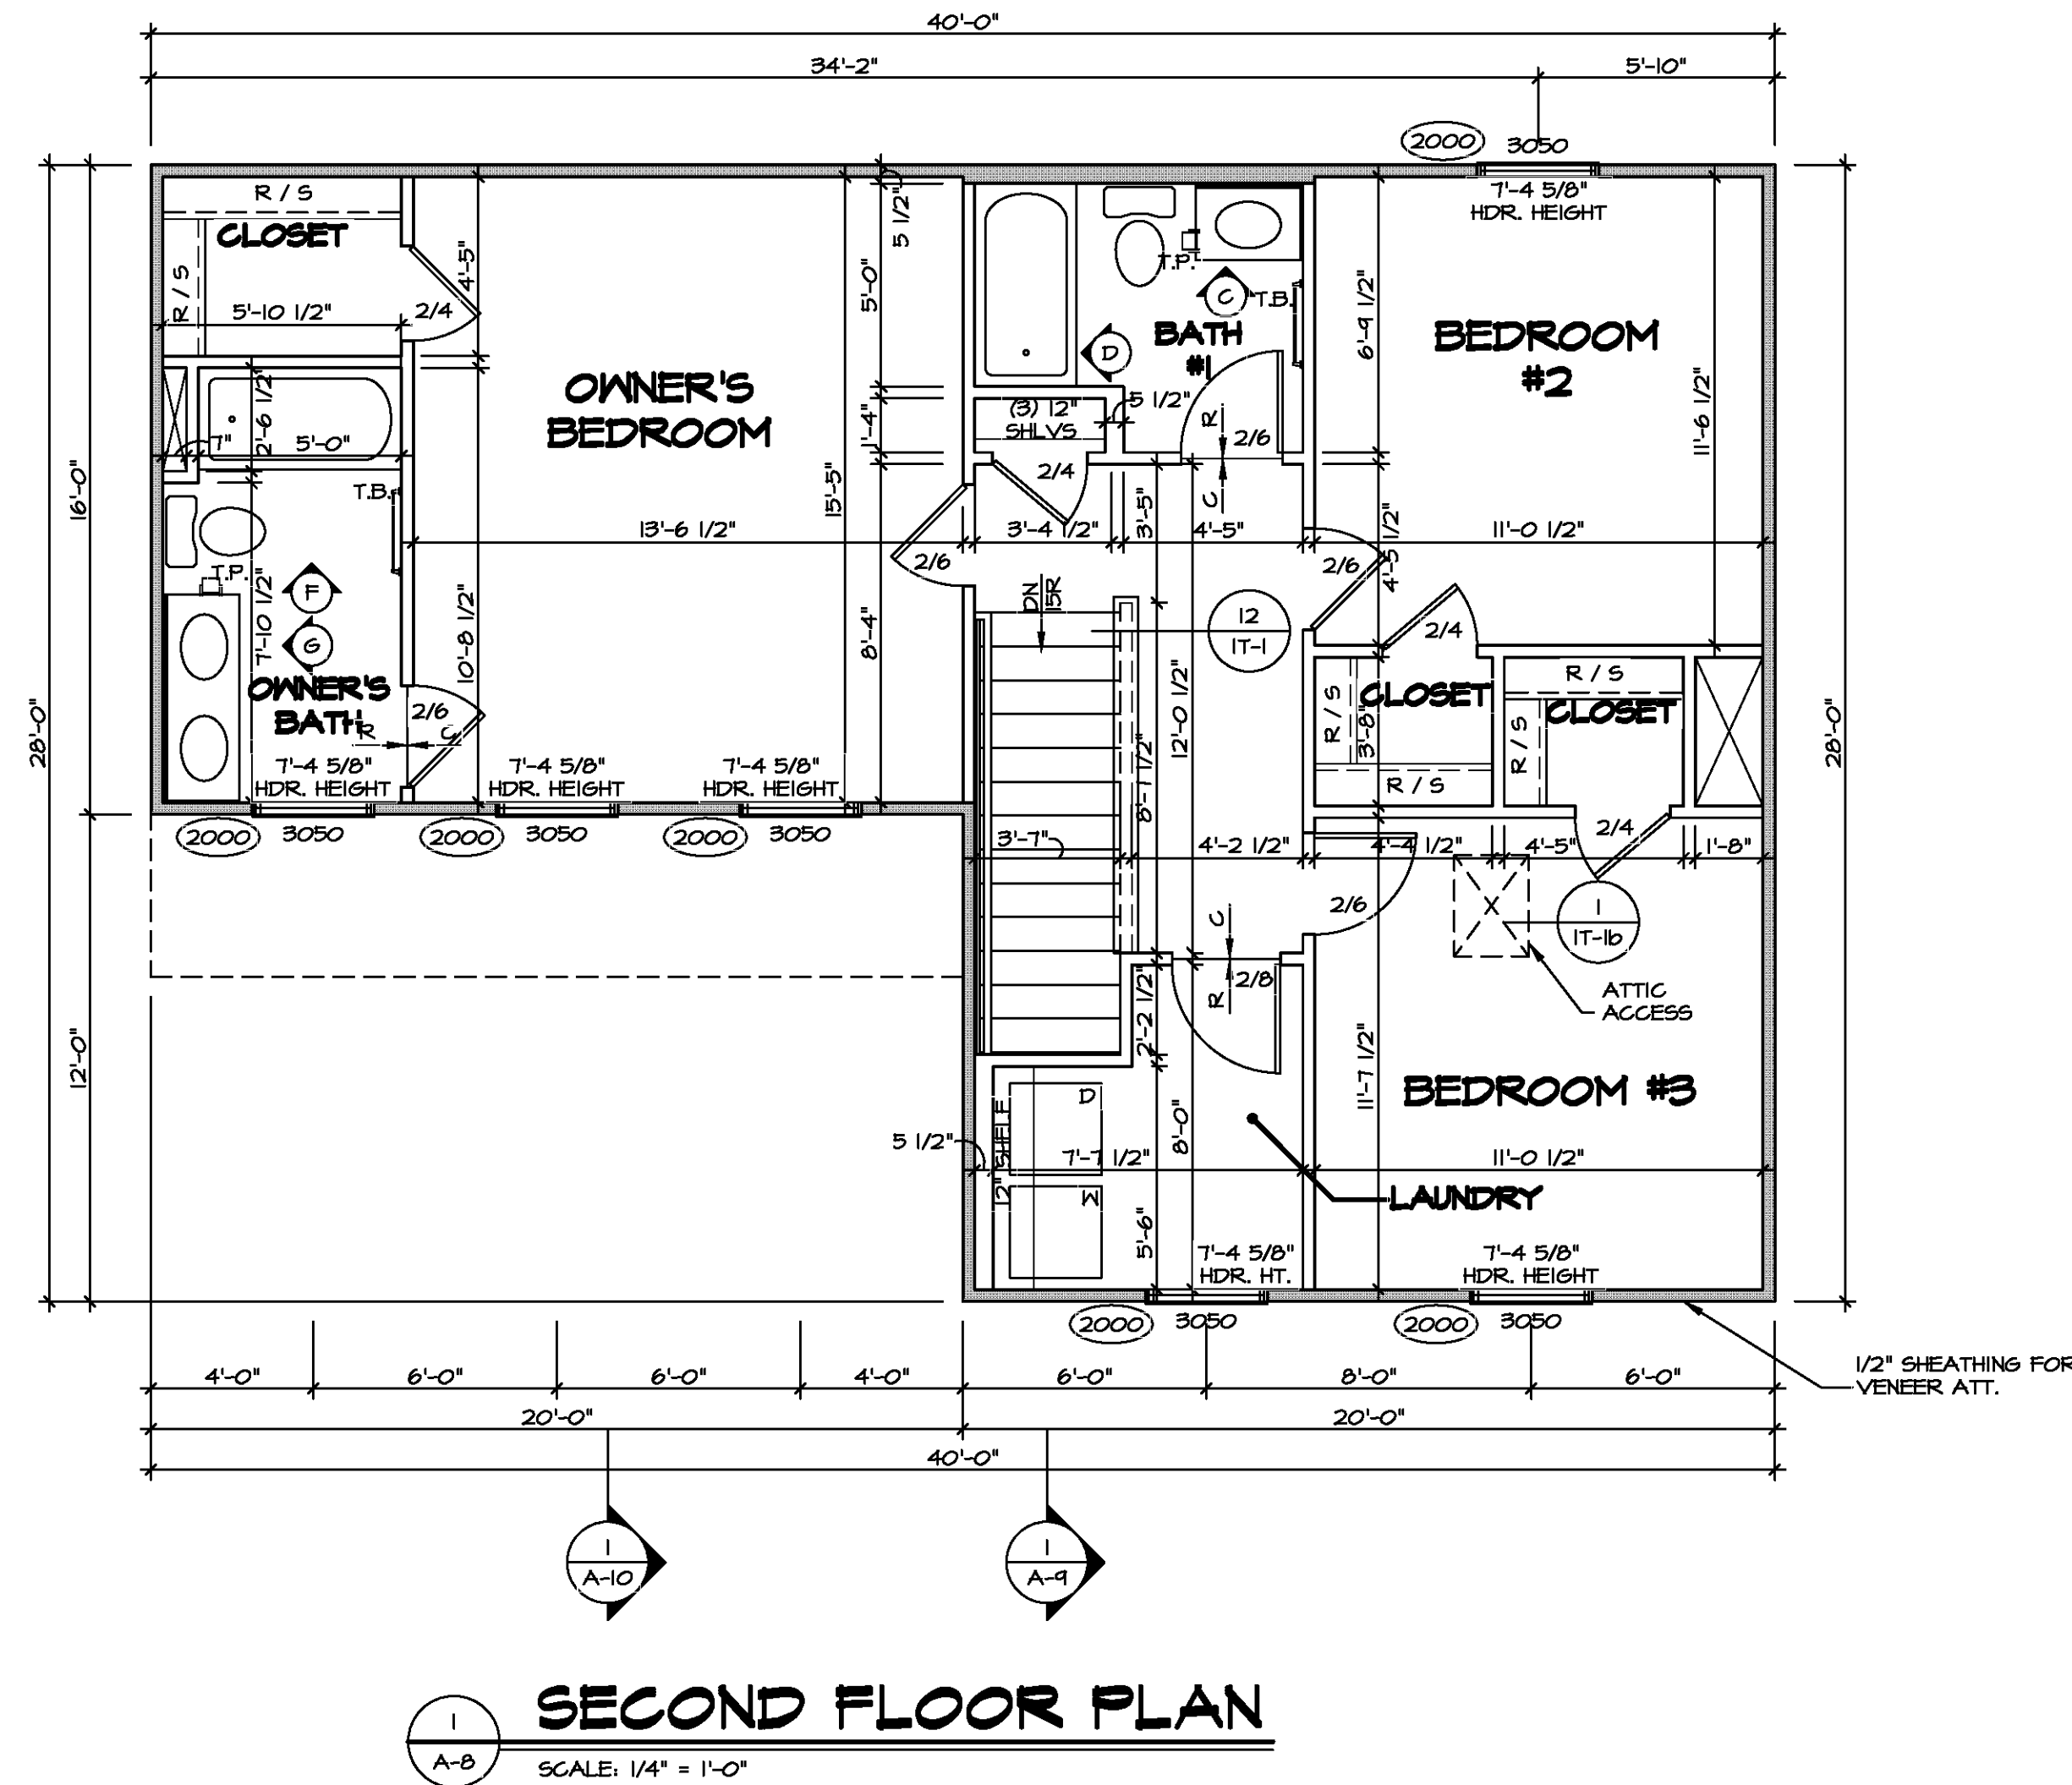 40'-0"
34'-2"
5'-10"
2000
3050
7'-4 5/8"
HDR. HEIGHT
R / S
CLOSET
R / S
5'-10 1/2"
2/4
4'-5"
5 1/2"
5'-0"
T.P.
C
T.B.
D
BATH
#1
6'-9 1/2"
BEDROOM
#2
OWNER'S
BEDROOM
2'-6 1/2"
7"
5'-0"
1'-4"
(3) 12"
SHLVS
5 1/2"
R
2/6
C
2/4
11'-6 1/2"
16'-0"
28'-0"
T.B.
15'-5"
13'-6 1/2"
3'-4 1/2"
3'-5"
4'-5"
4'-5 1/2"
11'-0 1/2"
T.P.
F
G
7'-10 1/2"
10'-8 1/2"
8'-4"
2/6
DN
15R
12
1T-1
2/6
2/4
OWNER'S
BATH
2/6
R
C
12'-0 1/2"
8'-7 1/2"
R / S
CLOSET
3'-8"
R / S
R / S
CLOSET
R / S
28'-0"
7'-4 5/8"
HDR. HEIGHT
7'-4 5/8"
HDR. HEIGHT
7'-4 5/8"
HDR. HEIGHT
2000
3050
2000
3050
2000
3050
3'-7"
4'-2 1/2"
4'-4 1/2"
4'-5"
2/4
1'-8"
2/6
X
1
1T-1b
ATTIC
ACCESS
C
R
2/8
2'-2 1/2"
12'-0"
11'-7 1/2"
BEDROOM #3
D
12" SHELF
5 1/2"
7'-7 1/2"
8'-0"
11'-0 1/2"
W
LAUNDRY
5'-6"
7'-4 5/8"
HDR. HT.
7'-4 5/8"
HDR. HEIGHT
2000
3050
2000
3050
1/2" SHEATHING FOR
VENEER ATT.
4'-0"
6'-0"
6'-0"
4'-0"
6'-0"
8'-0"
6'-0"
20'-0"
20'-0"
40'-0"
1
A-10
1
A-9
1
A-8
SECOND FLOOR PLAN
SCALE: 1/4" = 1'-0"